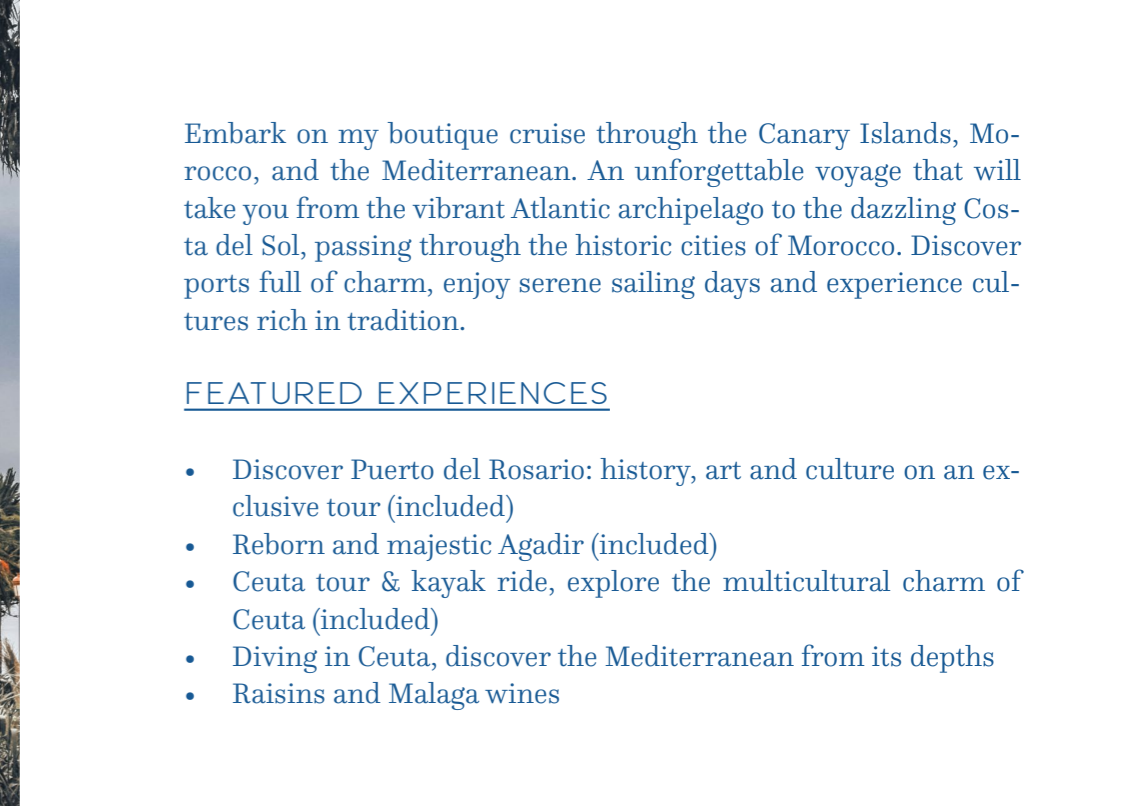 Embark on my boutique cruise through the Canary Islands, Mo-
rocco, and the Mediterranean. An unforgettable voyage that will
take you from the vibrant Atlantic archipelago to the dazzling Cos-
ta del Sol, passing through the historic cities of Morocco. Discover
ports full of charm, enjoy serene sailing days and experience cul-
tures rich in tradition.
FEATURED EXPERIENCES
• Discover Puerto del Rosario: history, art and culture on an ex-
clusive tour (included)
• Reborn and majestic Agadir (included)
• Ceuta tour & kayak ride, explore the multicultural charm of
Ceuta (included)
• Diving in Ceuta, discover the Mediterranean from its depths
• Raisins and Malaga wines